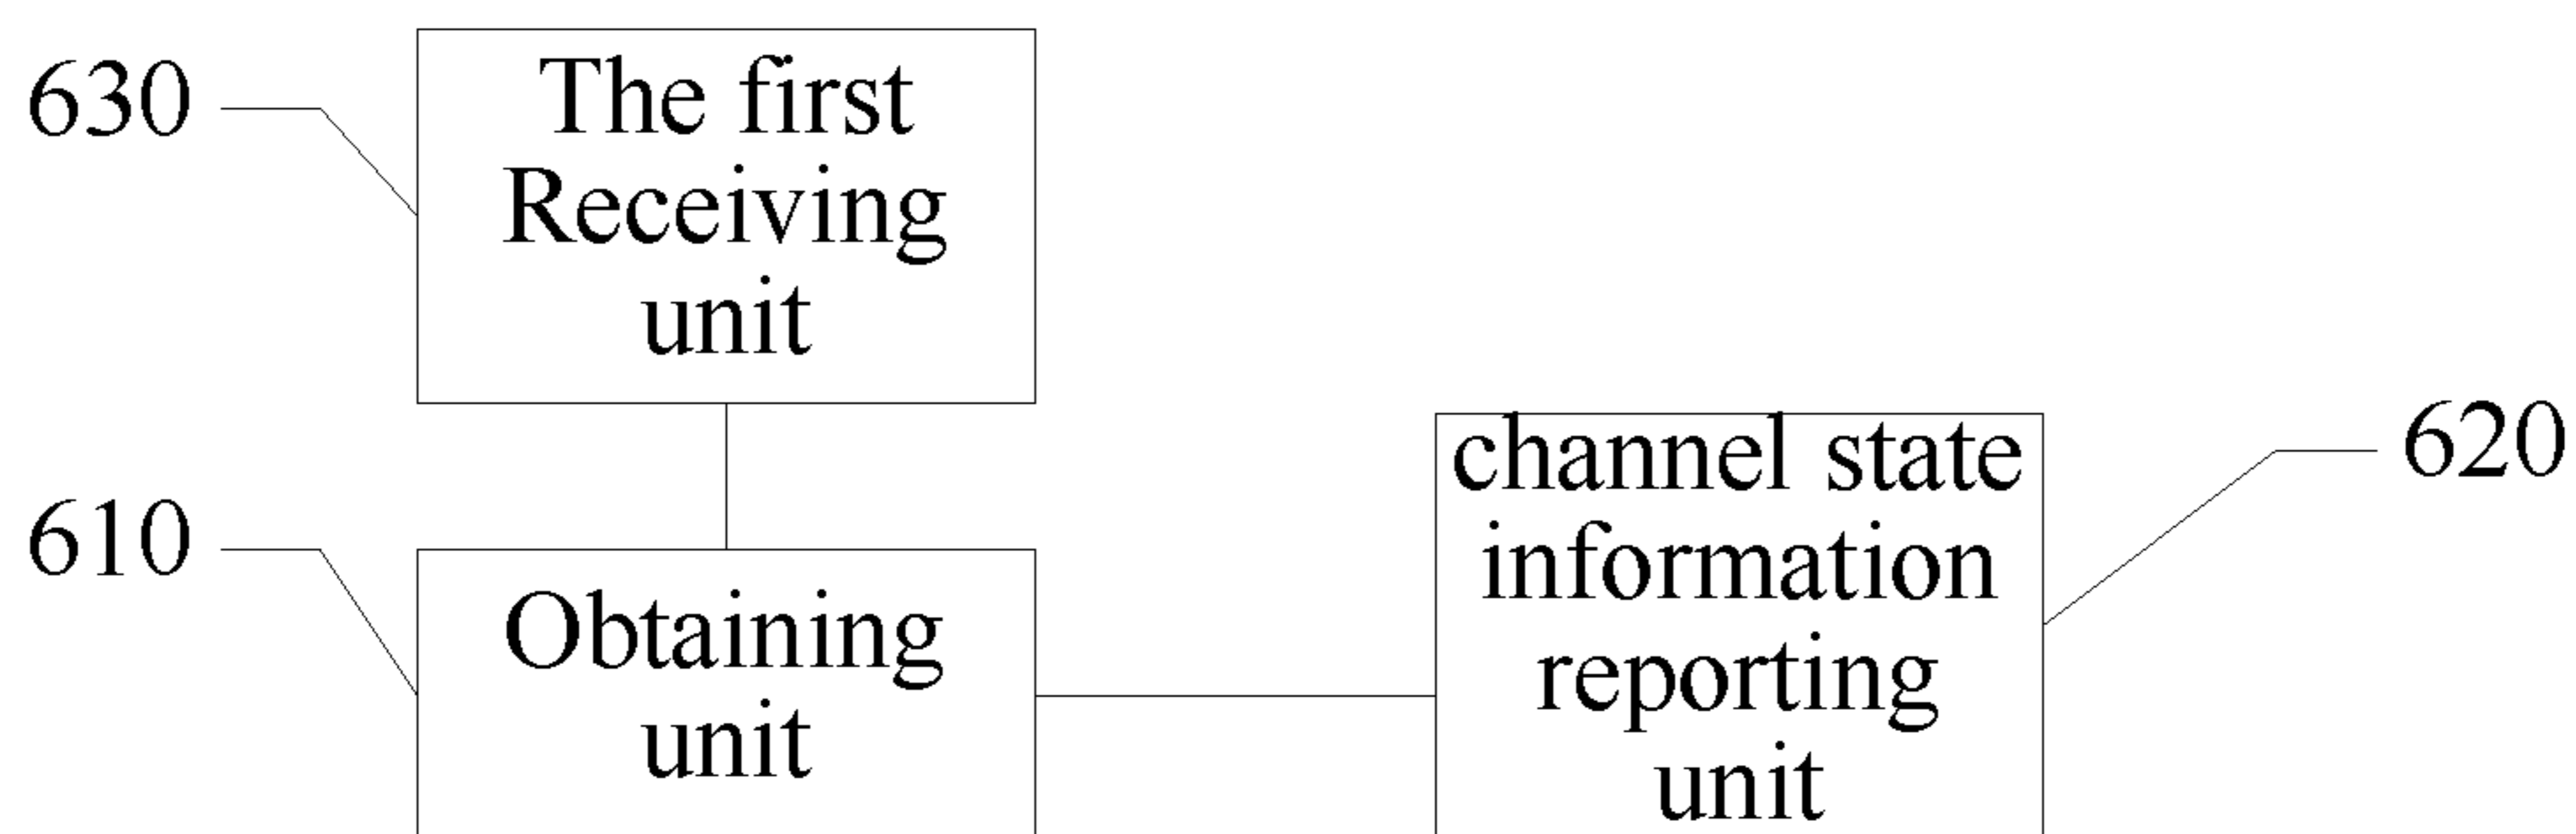 630
The first
Receiving
unit
610
Obtaining
unit
channel state
information
reporting
unit
620